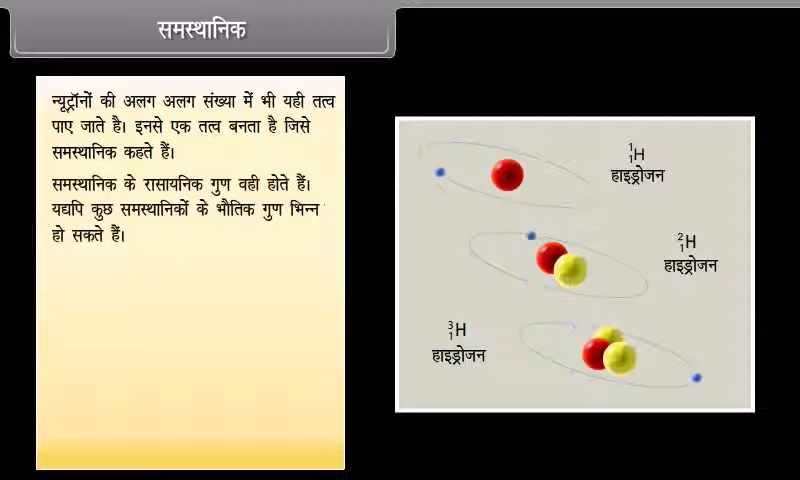 समस्थानिक
न्यूट्रॉनों की अलग अलग संख्या में भी यही तत्व
पाए जाते है। इनसे एक तत्व बनता है जिसे
समस्थानिक कहते हैं।
समस्थानिक के रासायनिक गुण वही होते हैं।
यद्यपि कुछ समस्थानिकों के भौतिक गुण भिन्न
हो सकते हैं।
¹₁H
हाइड्रोजन
²₁H
हाइड्रोजन
³₁H
हाइड्रोजन